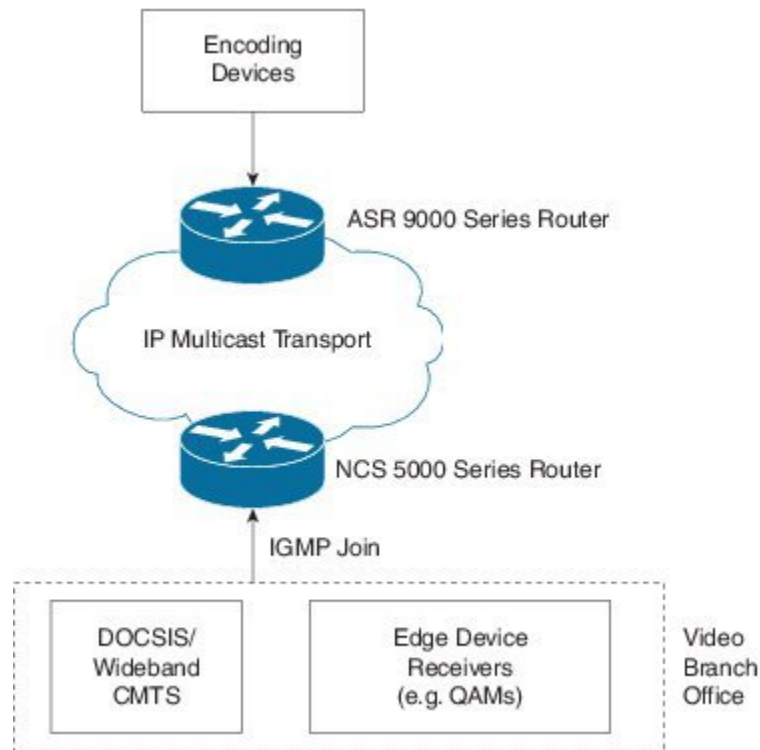 Encoding
Devices
ASR 9000 Series Router
IP Multicast Transport
NCS 5000 Series Router
IGMP Join
DOCSIS/
Wideband
CMTS
Edge Device
Receivers
(e.g. QAMs)
Video
Branch
Office